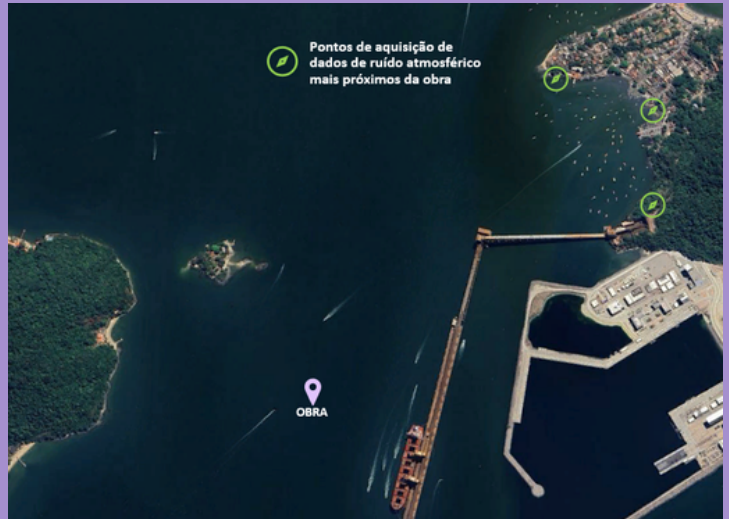 Pontos de aquisição de
dados de ruído atmosférico
mais próximos da obra
OBRA